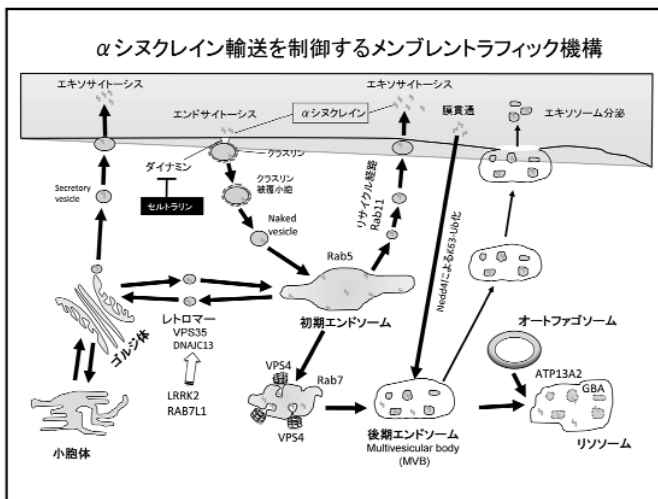 αシヌクレイン輸送を制御するメンブレントラフィック機構
エキソサイトーシス
エンドサイトーシス
αシヌクレイン
エキソサイトーシス
膜貫通
エキソソーム分泌
ダイナミン
クラスリン
セルトラリン
クラスリン
被覆小胞
Secretory
vesicle
Naked
vesicle
リサイクル経路
Rab11
Nedd4によるK63-Ub化
Rab5
初期エンドソーム
ゴルジ体
レトロマー
VPS35
DNAJC13
LRRK2
RAB7L1
小胞体
VPS4
Rab7
VPS4
後期エンドソーム
Multivesicular body
(MVB)
オートファゴソーム
ATP13A2
GBA
リソソーム